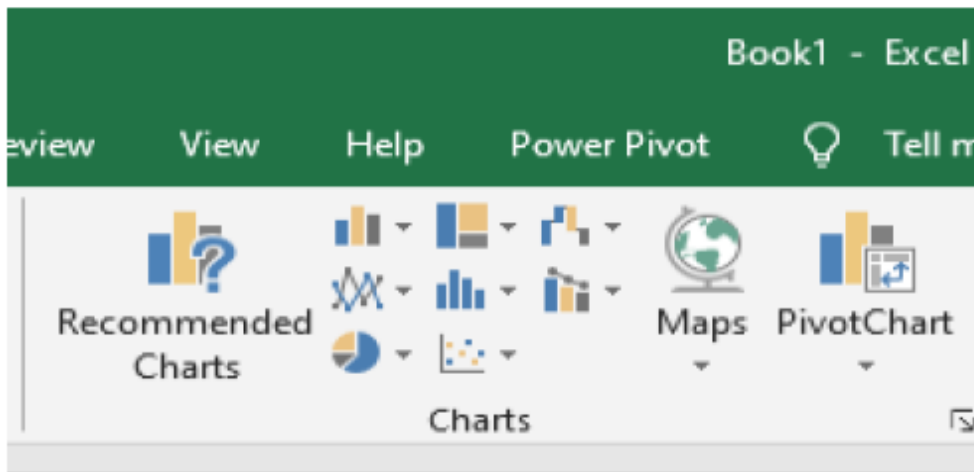 Book1 - Excel
eview View Help Power Pivot Tell m
Recommended
Charts
Maps PivotChart
Charts